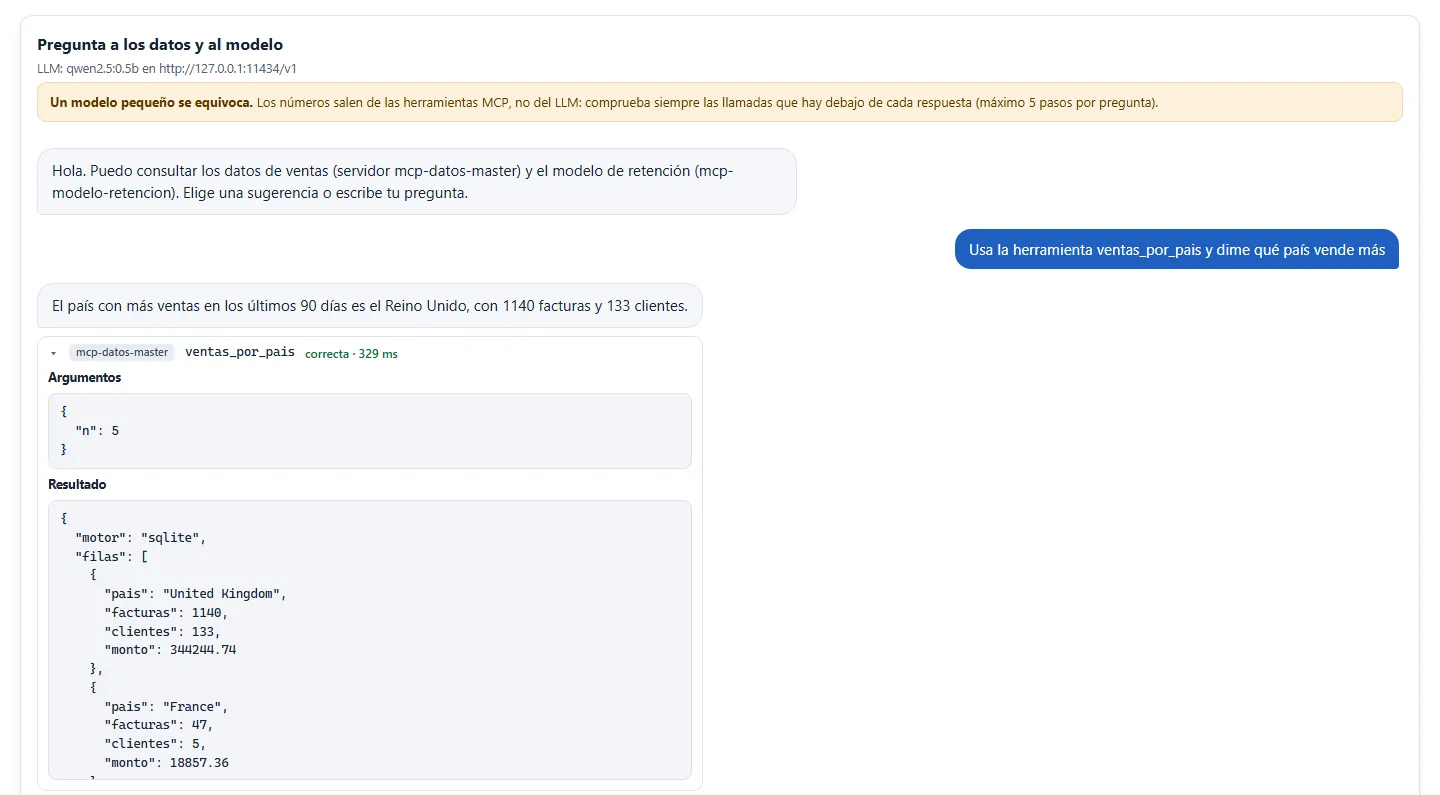 Pregunta a los datos y al modelo
LLM: qwen2.5:0.5b en http://127.0.0.1:11434/v1
Un modelo pequeño se equivoca. Los números salen de las herramientas MCP, no del LLM: comprueba siempre las llamadas que hay debajo de cada respuesta (máximo 5 pasos por pregunta).
Hola. Puedo consultar los datos de ventas (servidor mcp-datos-master) y el modelo de retención (mcp-
modelo-retencion). Elige una sugerencia o escribe tu pregunta.
Usa la herramienta ventas_por_pais y dime qué país vende más
El país con más ventas en los últimos 90 días es el Reino Unido, con 1140 facturas y 133 clientes.
mcp-datos-master ventas_por_pais correcta · 329 ms
Argumentos
{
"n": 5
}
Resultado
{
"motor": "sqlite",
"filas": [
{
"pais": "United Kingdom",
"facturas": 1140,
"clientes": 133,
"monto": 344244.74
},
{
"pais": "France",
"facturas": 47,
"clientes": 5,
"monto": 18857.36